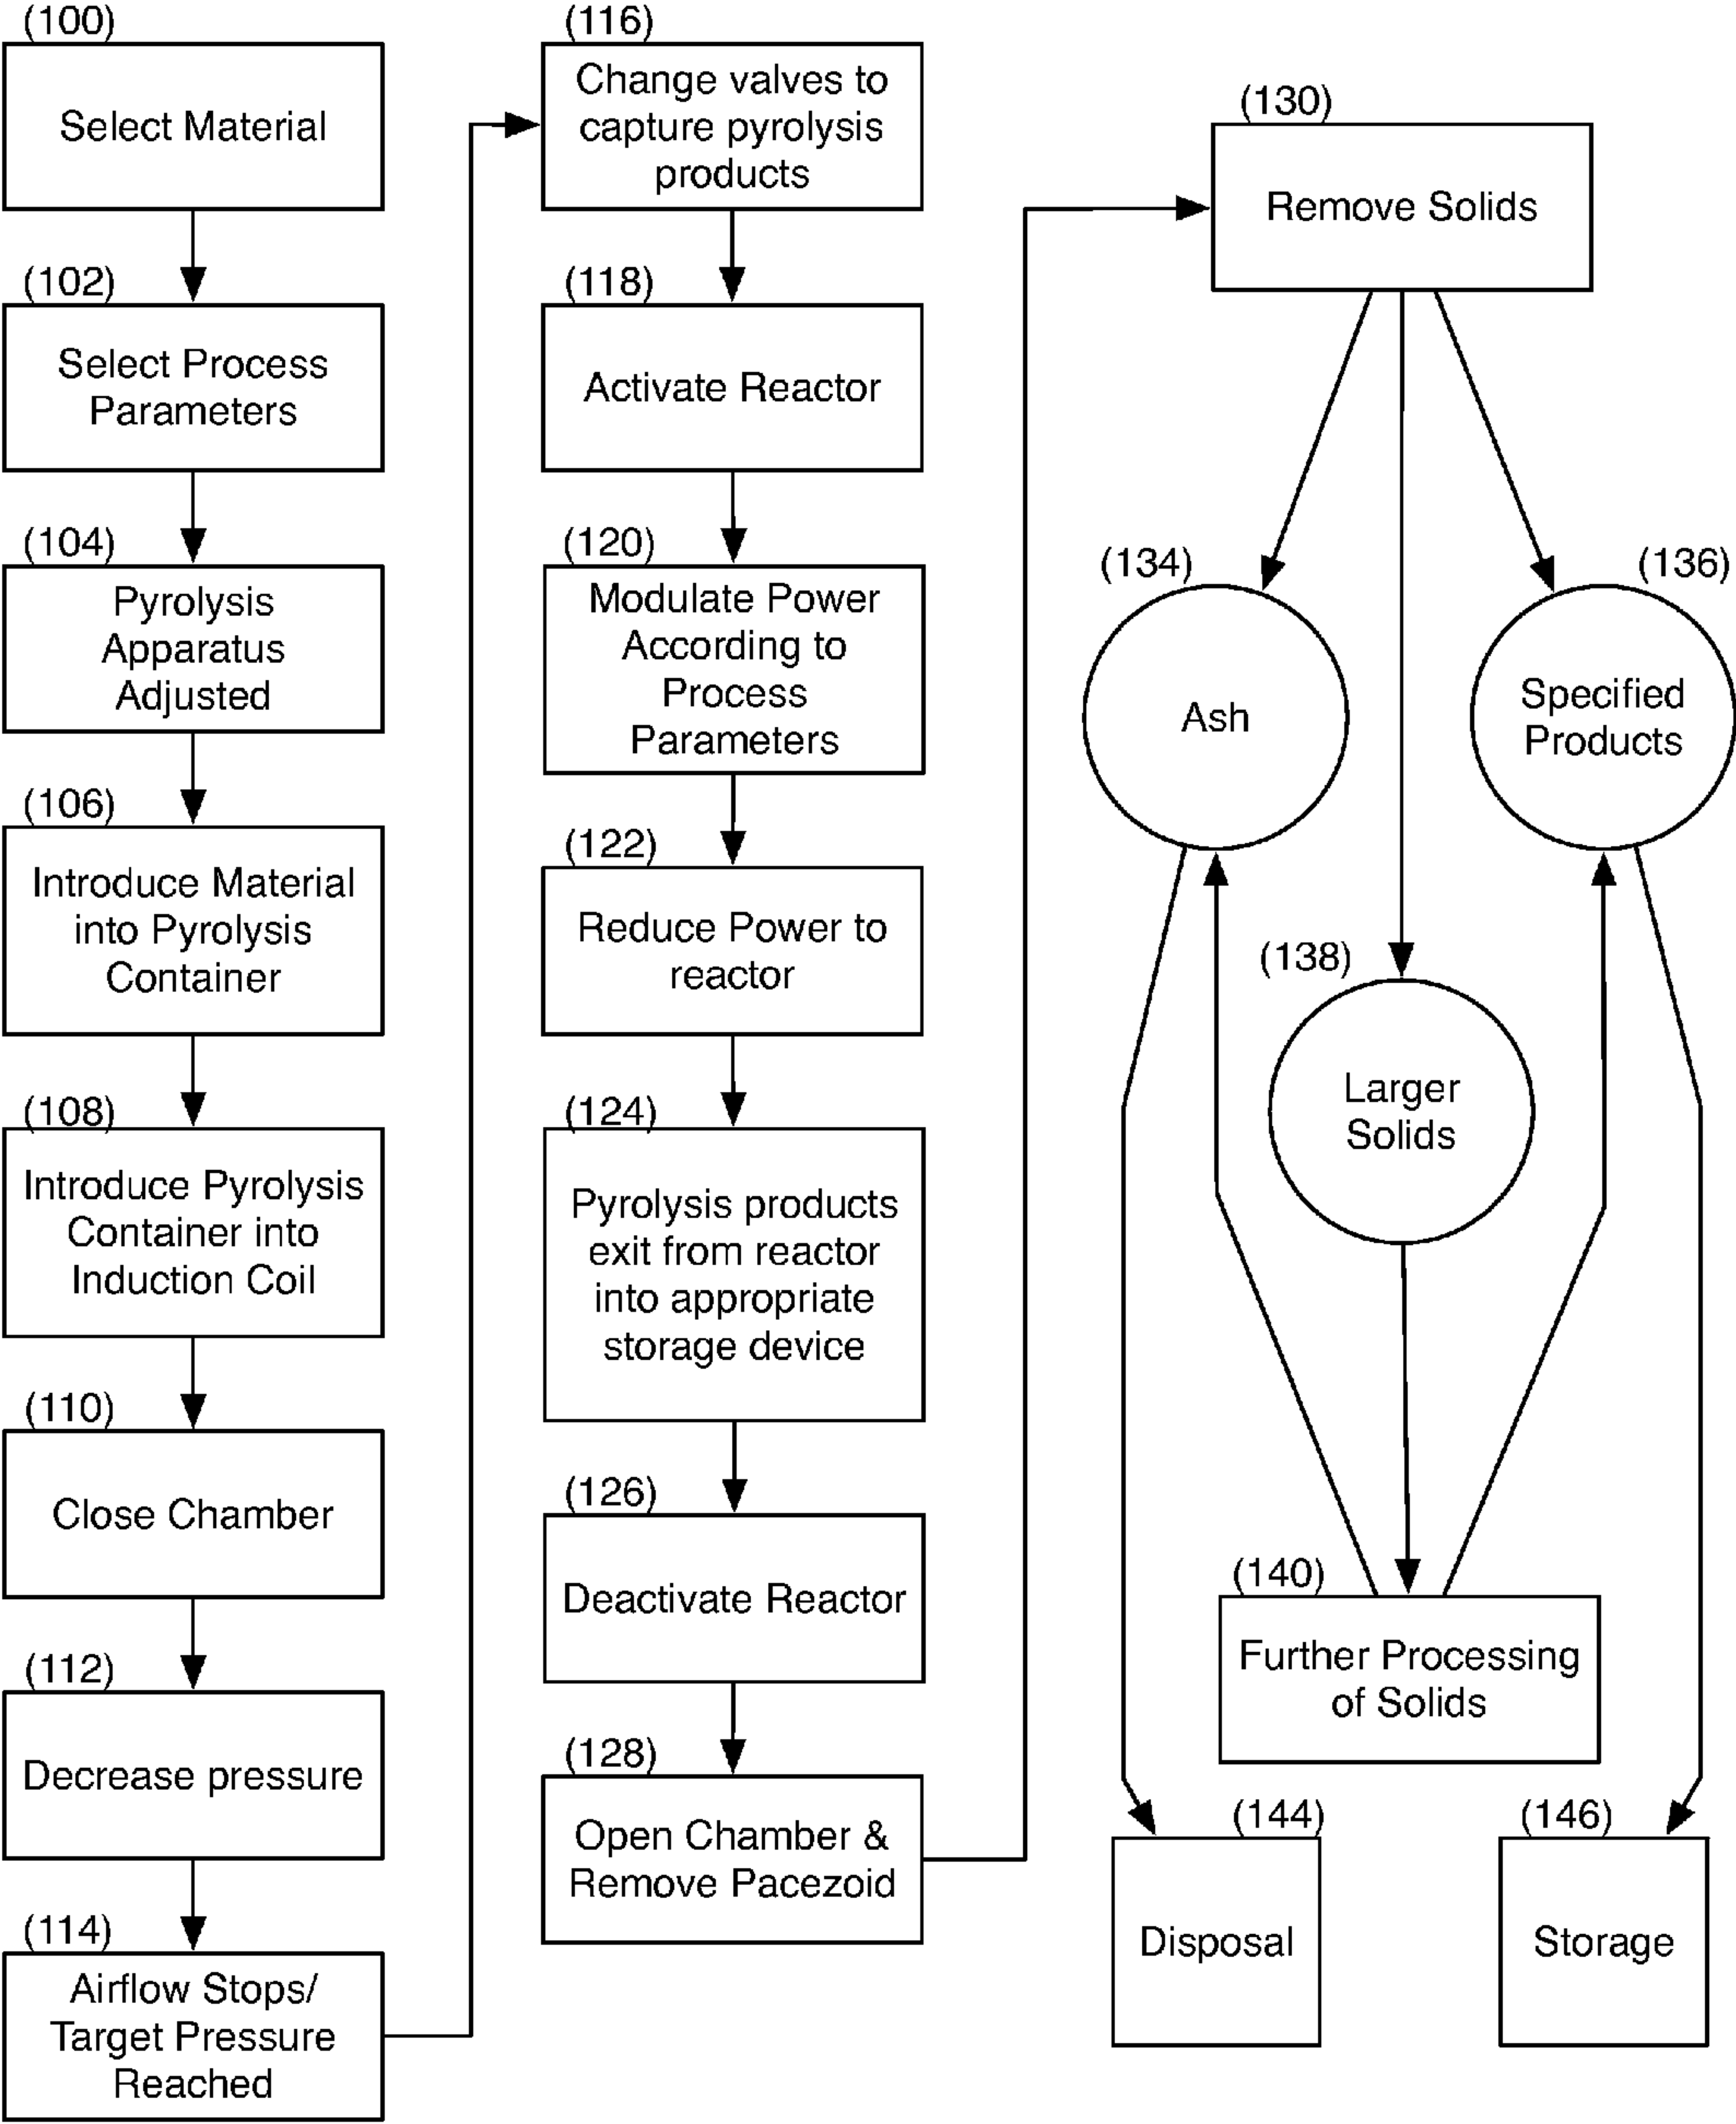 (100)
Select Material
(102)
Select Process
Parameters
(104)
Pyrolysis
Apparatus
Adjusted
(106)
Introduce Material
into Pyrolysis
Container
(108)
Introduce Pyrolysis
Container into
Induction Coil
(110)
Close Chamber
(112)
Decrease pressure
(114)
Airflow Stops/
Target Pressure
Reached
(116)
Change valves to
capture pyrolysis
products
(118)
Activate Reactor
(120)
Modulate Power
According to
Process
Parameters
(122)
Reduce Power to
reactor
(124)
Pyrolysis products
exit from reactor
into appropriate
storage device
(126)
Deactivate Reactor
(128)
Open Chamber &
Remove Pacezoid
(130)
Remove Solids
(134)
Ash
(136)
Specified
Products
(138)
Larger
Solids
(140)
Further Processing
of Solids
(144)
Disposal
(146)
Storage